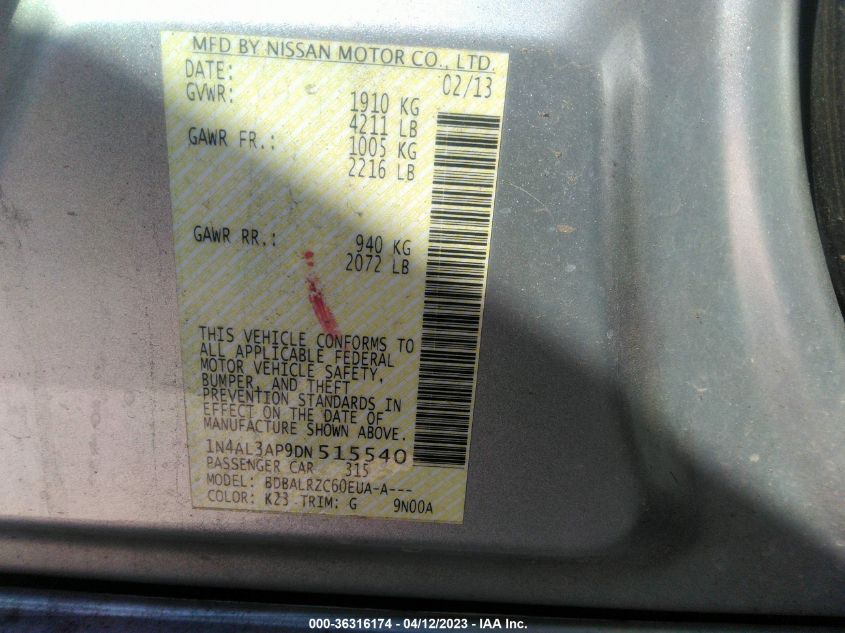 MFD BY NISSAN MOTOR CO., LTD.
DATE: 02/13
GVWR: 1910 KG
4211 LB
GAWR FR.: 1005 KG
2216 LB
GAWR RR.: 940 KG
2072 LB
THIS VEHICLE CONFORMS TO
ALL APPLICABLE FEDERAL
MOTOR VEHICLE SAFETY,
BUMPER, AND THEFT
PREVENTION STANDARDS IN
EFFECT ON THE DATE OF
MANUFACTURE SHOWN ABOVE.
1N4AL3AP9DN 515540
PASSENGER CAR 315
MODEL: BDBALRZC60EUA-A---
COLOR: K23 TRIM: G 9N00A
000-36316174 - 04/12/2023 - IAA Inc.